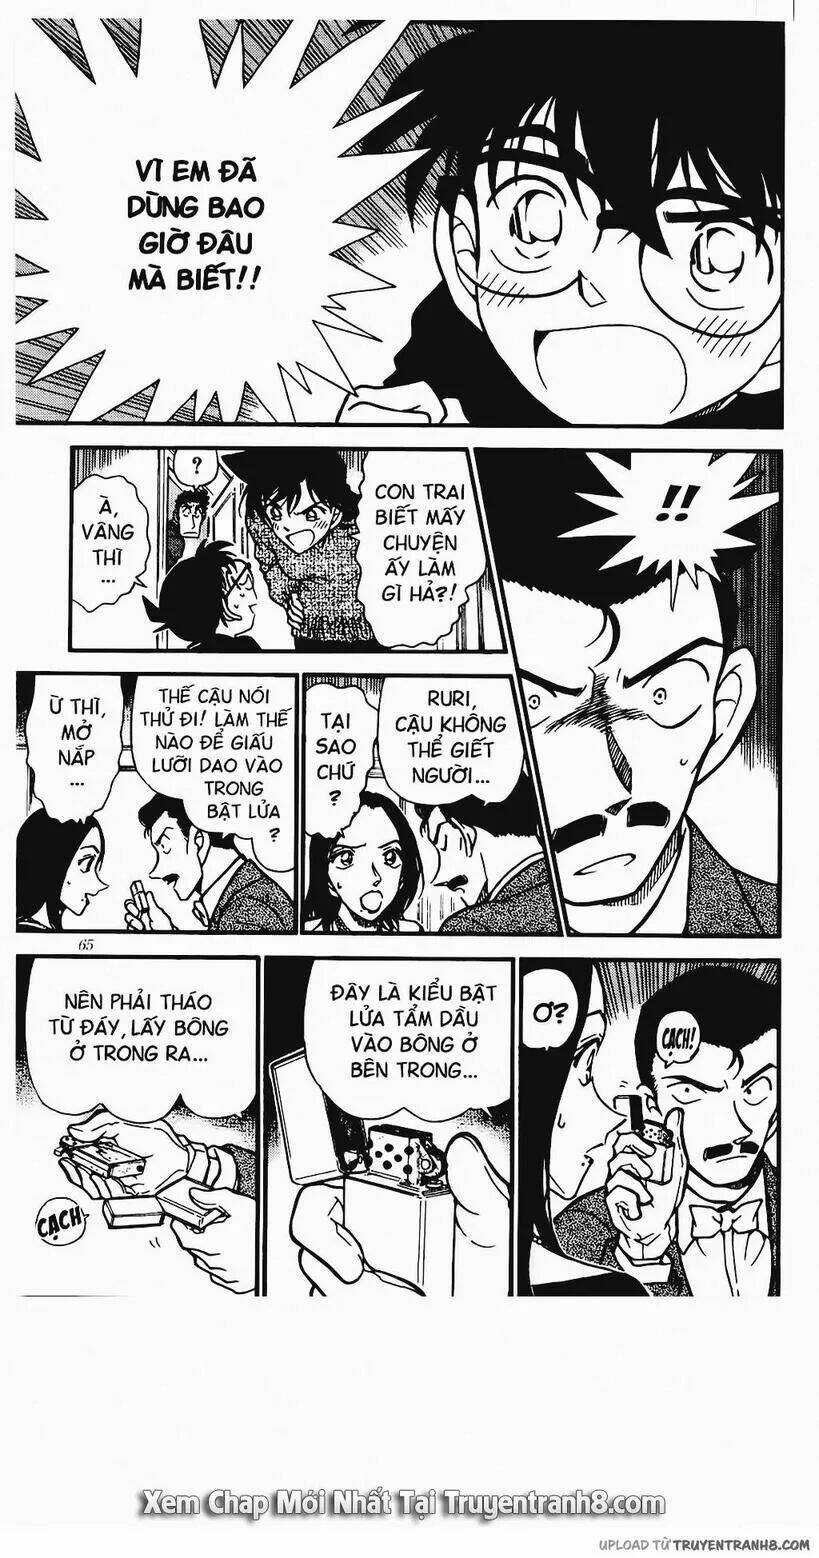 VÌ EM ĐÃ
DÙNG BAO
GIỜ ĐÂU
MÀ BIẾT!!
!!
CON TRAI
BIẾT MẤY
CHUYỆN
ẤY LÀM
GÌ HẢ?!
?
À,
VÂNG
THÌ
...
RURI,
CẬU KHÔNG
THỂ GIẾT
NGƯỜI...
TẠI
SAO
CHỨ
?
THẾ CẬU NÓI
THỬ ĐI! LÀM THẾ
NÀO ĐỂ GIẤU
LƯỠI DAO VÀO
TRONG
BẬT LỬA
?
Ừ THÌ,
MỞ
NẮP
...
65
CẠCH!
Ơ?
ĐÂY LÀ KIỂU BẬT
LỬA TẨM DẦU
VÀO BÔNG Ở
BÊN TRONG...
NÊN PHẢI THÁO
TỪ ĐÁY, LẤY BÔNG
Ở TRONG RA...
CẠCH
Xem Chap Mới Nhất Tại Truyentranh8.com
UPLOAD TỪ TRUYENTRANH8.COM